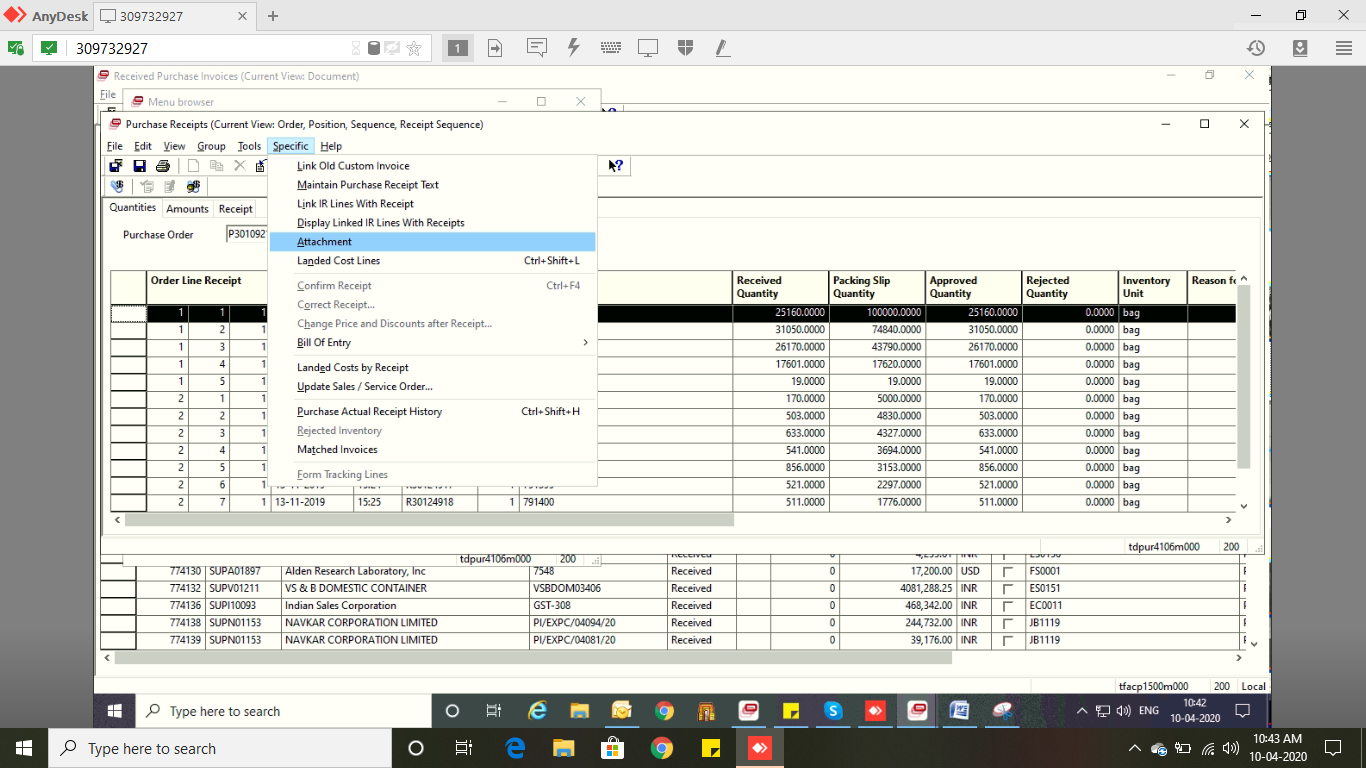 AnyDesk 309732927
309732927 1
Received Purchase Invoices (Current View: Document)
File
Menu browser
Purchase Receipts (Current View: Order, Position, Sequence, Receipt Sequence)
File Edit View Group Tools Specific Help
Link Old Custom Invoice
Maintain Purchase Receipt Text
Link IR Lines With Receipt
Display Linked IR Lines With Receipts
Attachment
Landed Cost Lines Ctrl+Shift+L
Confirm Receipt Ctrl+F4
Correct Receipt...
Change Price and Discounts after Receipt...
Bill Of Entry
Landed Costs by Receipt
Update Sales / Service Order...
Purchase Actual Receipt History Ctrl+Shift+H
Rejected Inventory
Matched Invoices
Form Tracking Lines
Quantities Amounts Receipt
Purchase Order
Order Line Receipt Received Quantity Packing Slip Quantity Approved Quantity Rejected Quantity Inventory Unit Reason
1 1 1 25160.0000 100000.0000 25160.0000 0.0000 bag
1 2 1 31050.0000 74840.0000 31050.0000 0.0000 bag
1 3 1 26170.0000 43790.0000 26170.0000 0.0000 bag
1 4 1 17601.0000 17620.0000 17601.0000 0.0000 bag
1 5 1 19.0000 19.0000 19.0000 0.0000 bag
2 1 1 170.0000 5000.0000 170.0000 0.0000 bag
2 2 1 503.0000 4830.0000 503.0000 0.0000 bag
2 3 1 633.0000 4327.0000 633.0000 0.0000 bag
2 4 1 541.0000 3694.0000 541.0000 0.0000 bag
2 5 1 856.0000 3153.0000 856.0000 0.0000 bag
2 6 1 521.0000 2297.0000 521.0000 0.0000 bag
2 7 1 13-11-2019 15:25 R30124918 1 791400 511.0000 1776.0000 511.0000 0.0000 bag
tdpur4106m000 200
tdpur4106m000 200
774130 SUPA01897 Alden Research Laboratory, Inc 7548 Received 0 17,200.00 USD FS0001
774132 SUPV01211 VS & B DOMESTIC CONTAINER VSBDOM03406 Received 0 4081,288.25 INR ES0151
774136 SUPI10093 Indian Sales Corporation GST-308 Received 0 468,342.00 INR EC0011
774138 SUPN01153 NAVKAR CORPORATION LIMITED PI/EXPC/04094/20 Received 0 244,732.00 INR JB1119
774139 SUPN01153 NAVKAR CORPORATION LIMITED PI/EXPC/04081/20 Received 0 39,176.00 INR JB1119
tfacp1500m000 200 Local
Type here to search ENG 10:42
10-04-2020
Type here to search 10:43 AM
10-04-2020